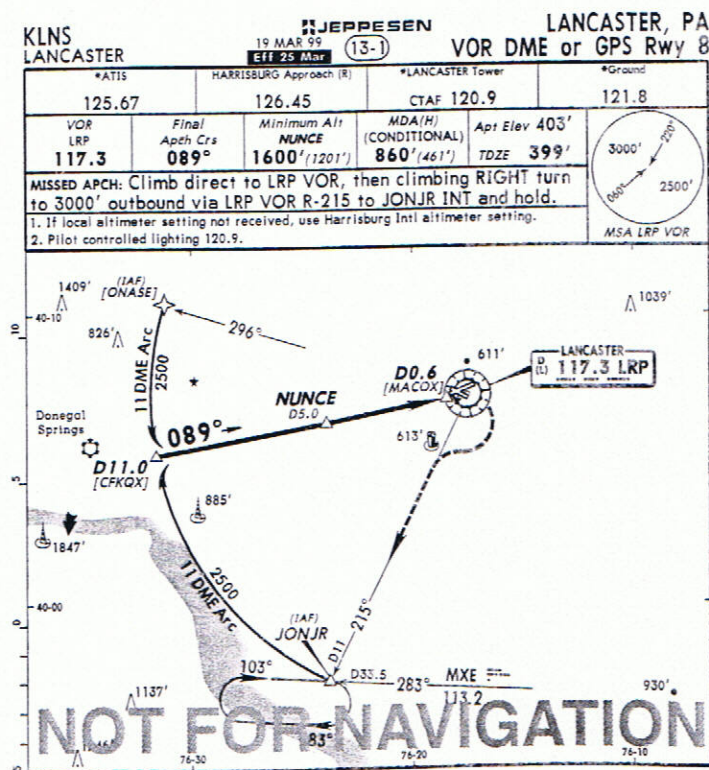 KLNS
LANCASTER
JEPPESEN
19 MAR 99
Eff 25 Mar
13-1
LANCASTER, PA
VOR DME or GPS Rwy 8
*ATIS
125.67
HARRISBURG Approach (R)
126.45
*LANCASTER Tower
CTAF 120.9
*Ground
121.8
VOR
LRP
117.3
Final
Apch Crs
089°
Minimum Alt
NUNCE
1600'(1201')
MDA(H)
(CONDITIONAL)
860'(461')
Apt Elev 403'
TDZE 399'
3000'
220°
060°
2500'
MSA LRP VOR
MISSED APCH: Climb direct to LRP VOR, then climbing RIGHT turn
to 3000' outbound via LRP VOR R-215 to JONJR INT and hold.
1. If local altimeter setting not received, use Harrisburg Intl altimeter setting.
2. Pilot controlled lighting 120.9.
1409'
(IAF)
[ONASE]
1039'
10
40-10
826'
296°
11 DME Arc
2500
611'
LANCASTER
D
(L) 117.3 LRP
D0.6
[MACOX]
NUNCE
D5.0
Donegal
Springs
089°
613'
D11.0
[CFKQX]
5
885'
1847'
2500
11 DME Arc
40-00
0
215°
(IAF)
JONJR
D11
103°
D33.5
283°
MXE
113.2
1137'
930'
NOT FOR NAVIGATION
83°
5
76-30
76-20
76-10